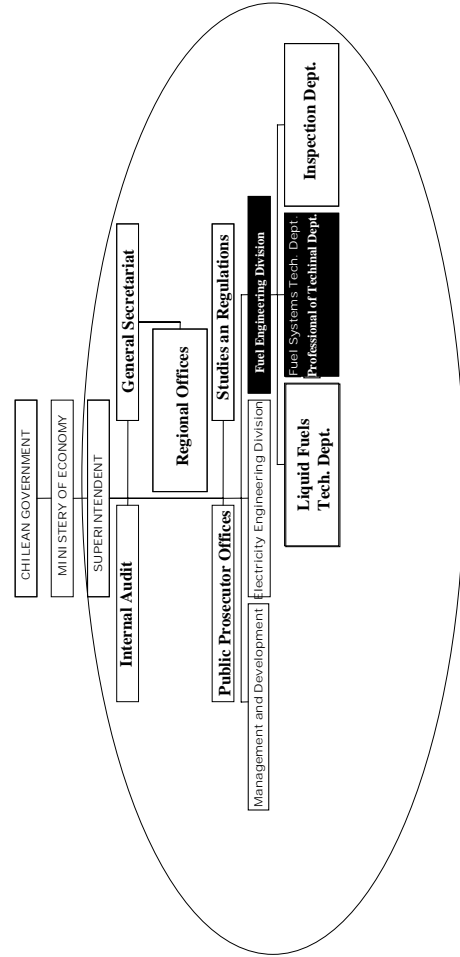 CHILEAN GOVERNMENT
MINISTERY OF ECONOMY
SUPERINTENDENT
Internal Audit
General Secretariat
Regional Offices
Public Prosecutor Offices
Studies an Regulations
Management and Development
Electricity Engineering Division
Fuel Engineering Division
Liquid Fuels
Tech. Dept.
Fuel Systems Tech. Dept.
Professional of Techinal Dept.
Inspection Dept.